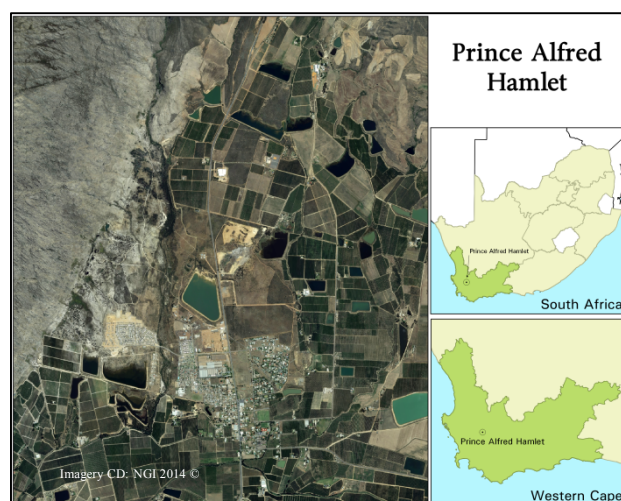 Prince Alfred
Hamlet
Prince Alfred Hamlet
South Africa
Prince Alfred Hamlet
Western Cape
Imagery CD: NGI 2014 ©